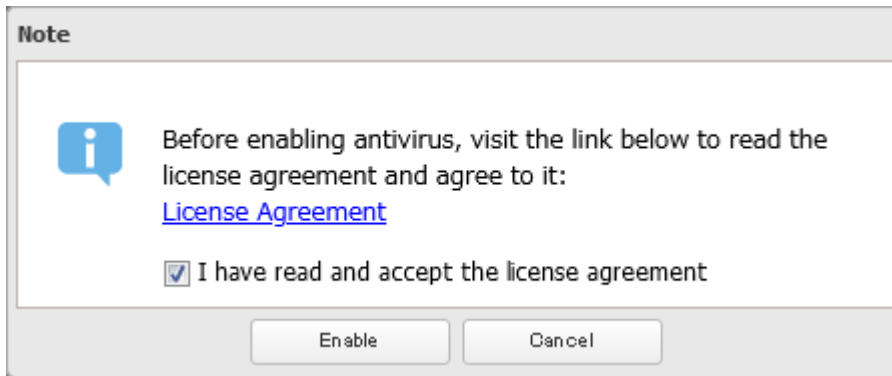 Note
Before enabling antivirus, visit the link below to read the
license agreement and agree to it:
License Agreement
I have read and accept the license agreement
Enable
Cancel